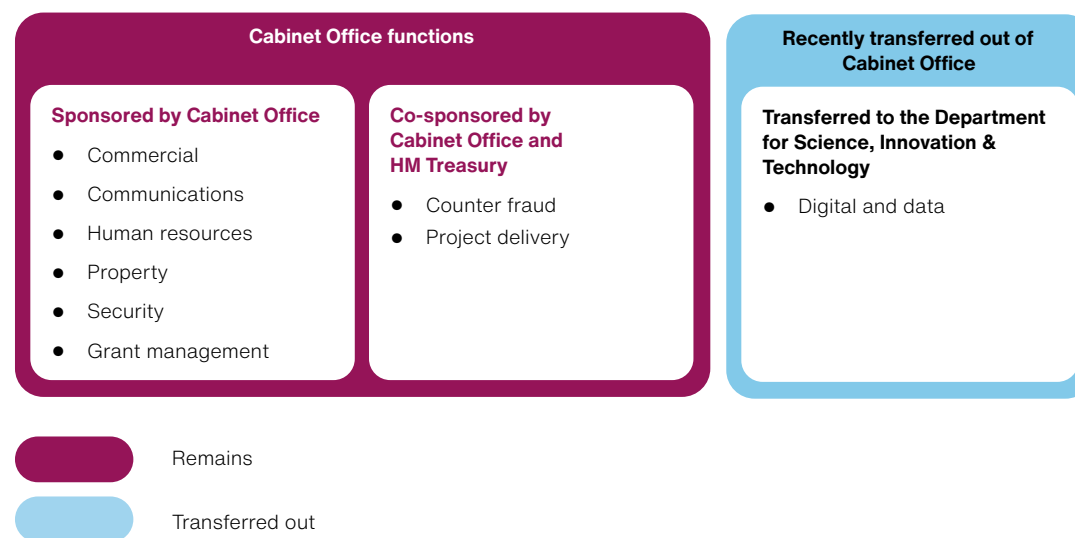 Cabinet Office functions
Sponsored by Cabinet Office
● Commercial
● Communications
● Human resources
● Property
● Security
● Grant management
Co-sponsored by
Cabinet Office and
HM Treasury
● Counter fraud
● Project delivery
Recently transferred out of
Cabinet Office
Transferred to the Department
for Science, Innovation &
Technology
● Digital and data
Remains
Transferred out